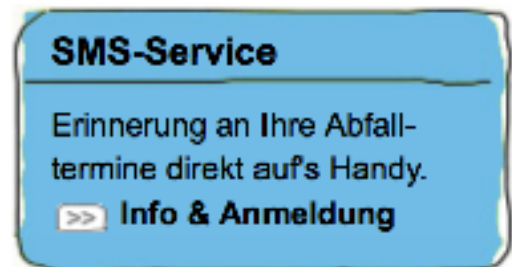 SMS-Service
Erinnerung an Ihre Abfall-
termine direkt auf's Handy.
>> Info & Anmeldung